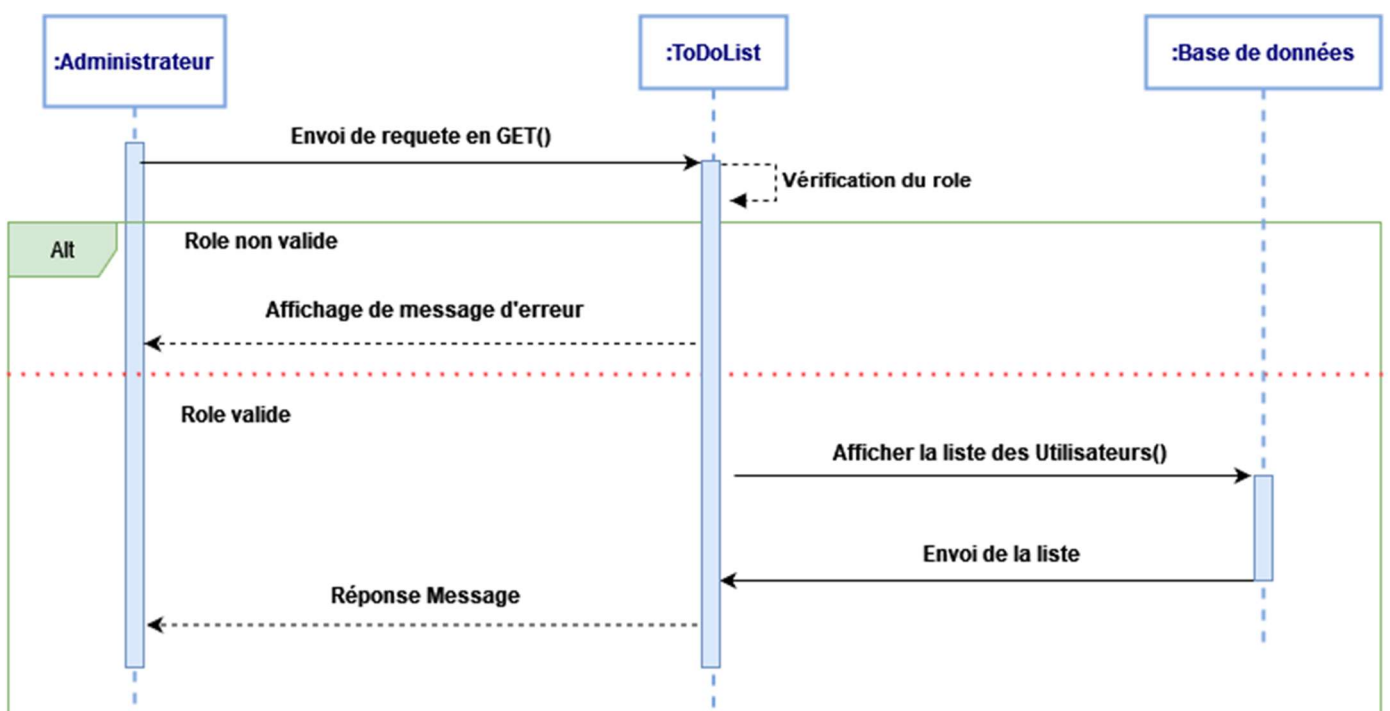 :Administrateur
:ToDoList
:Base de données
Envoi de requete en GET()
Vérification du role
Alt
Role non valide
Affichage de message d'erreur
Role valide
Afficher la liste des Utilisateurs()
Envoi de la liste
Réponse Message